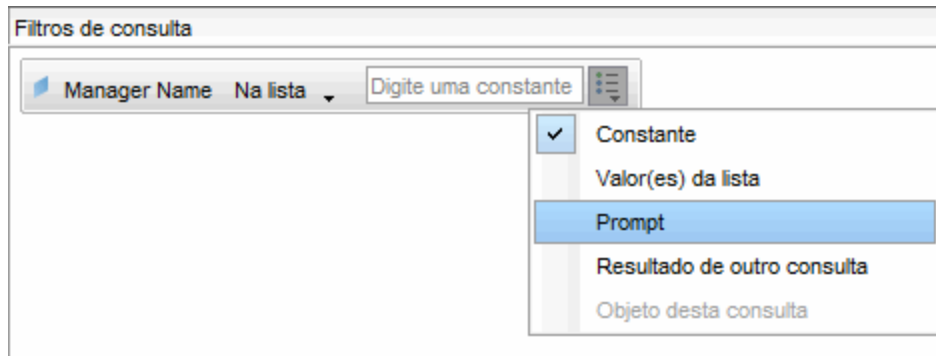 Filtros de consulta
Manager Name Na lista Digite uma constante
Constante
Valor(es) da lista
Prompt
Resultado de outro consulta
Objeto desta consulta